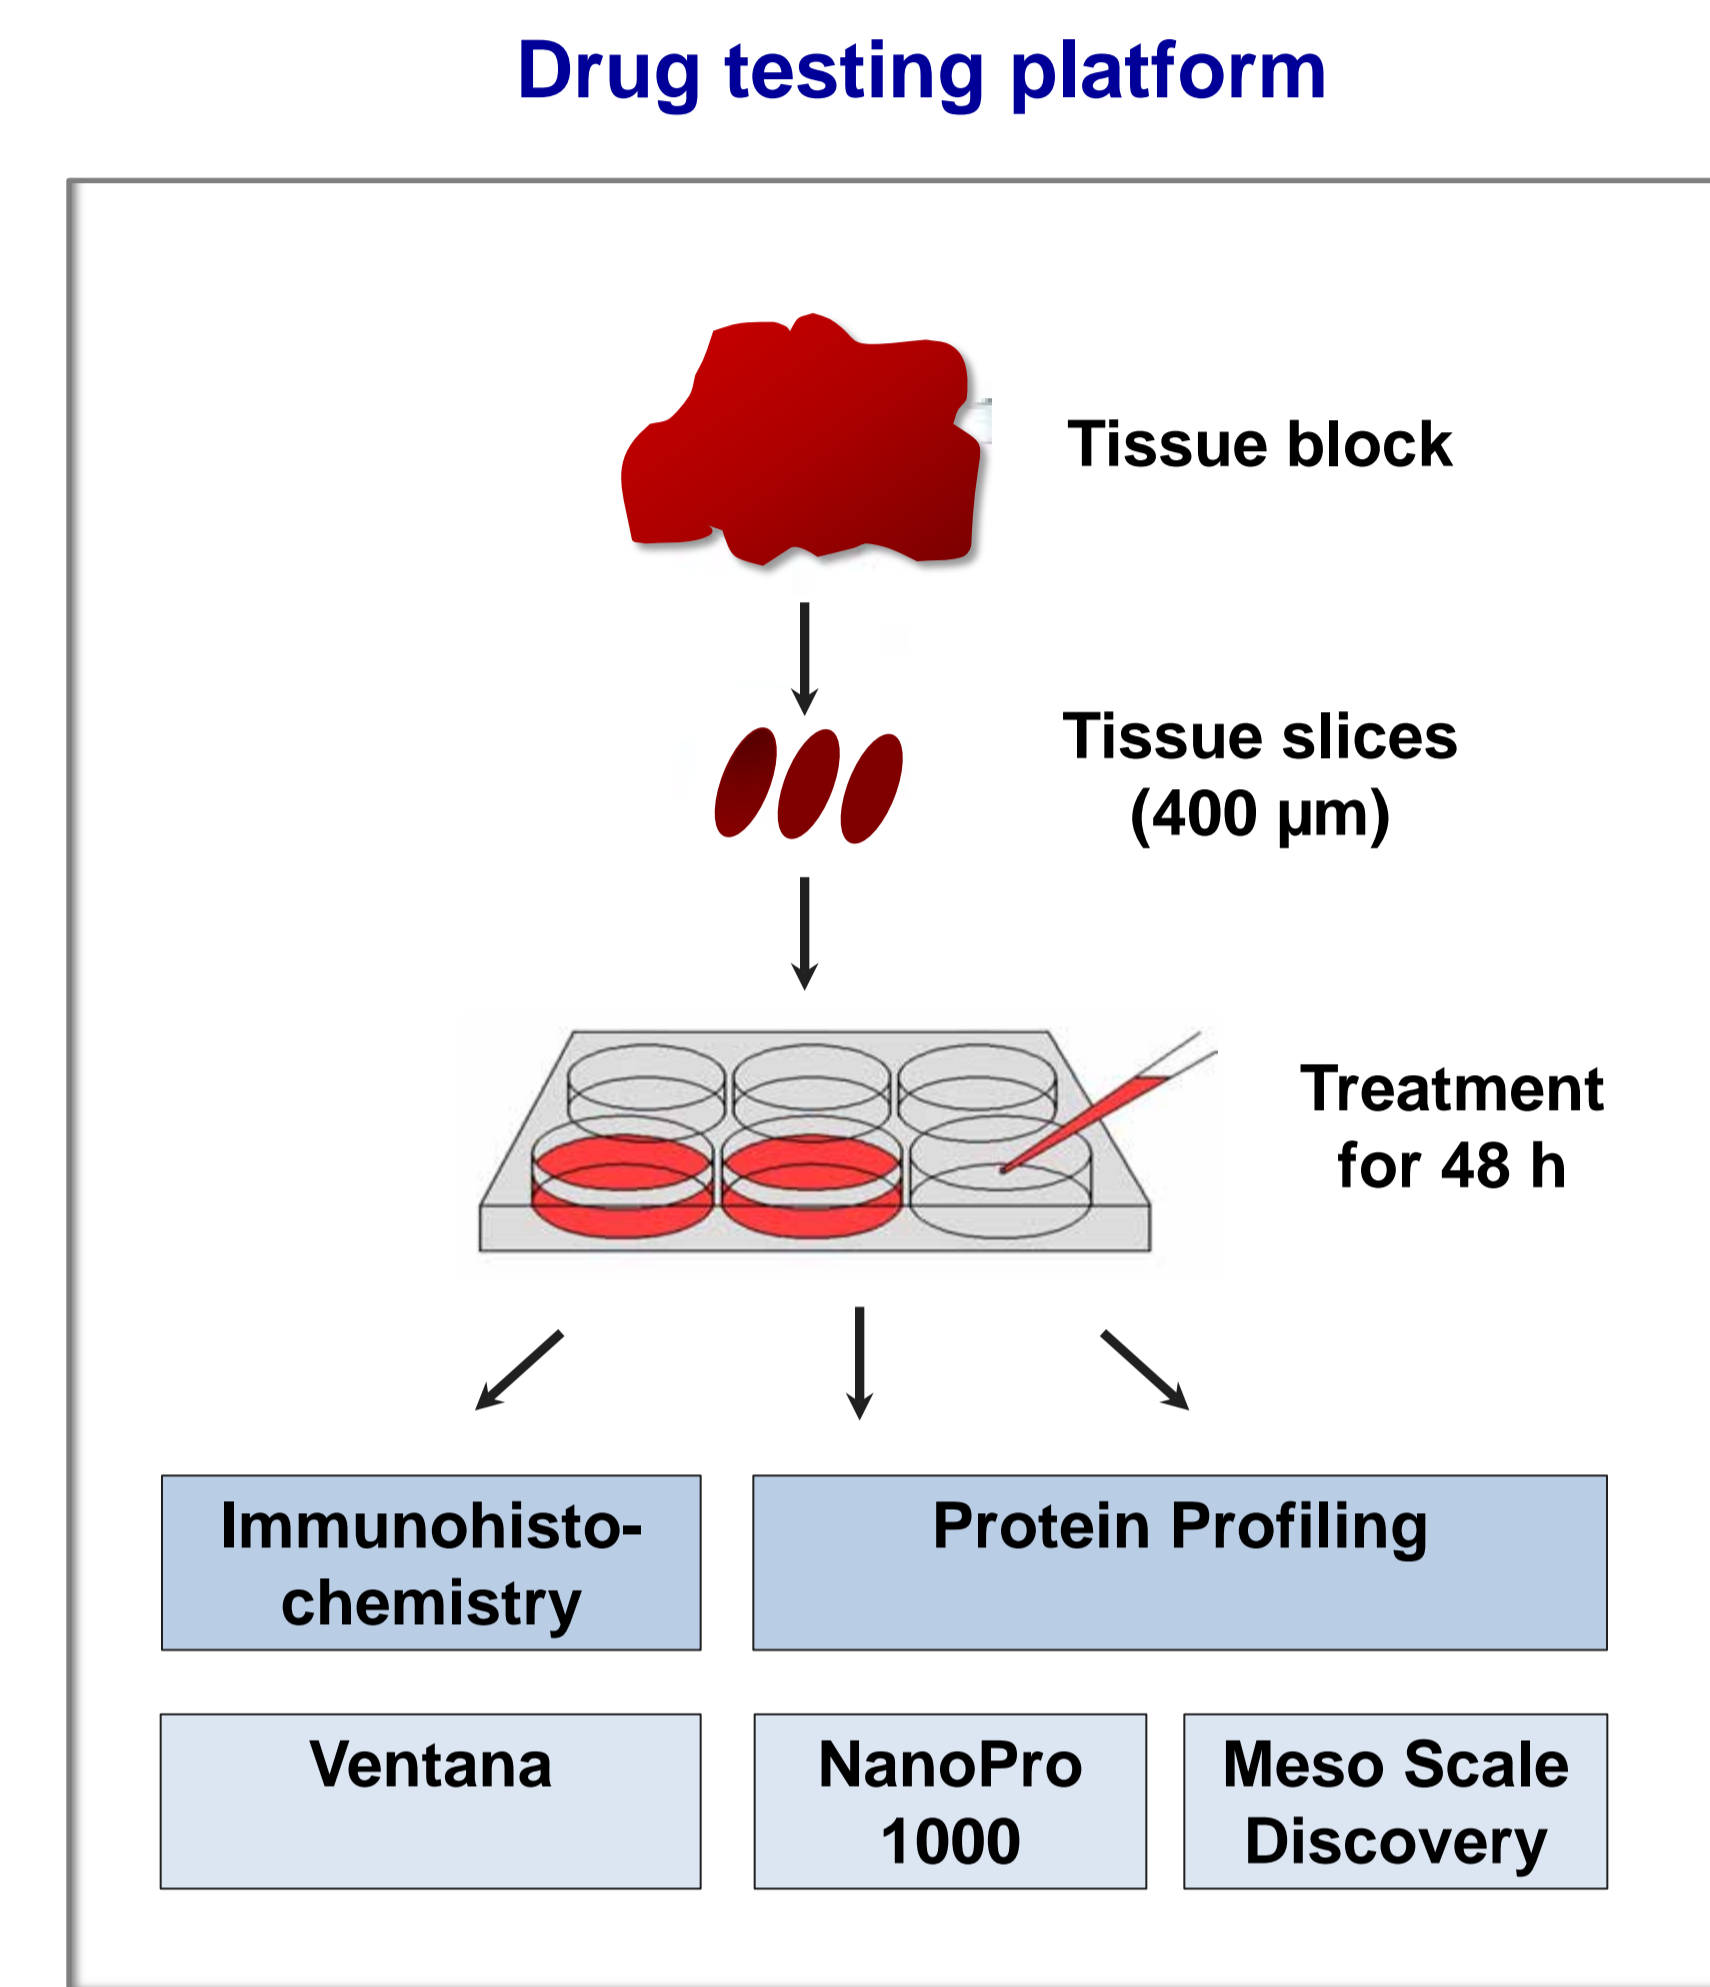 Drug testing platform
Tissue block
Tissue slices
(400 µm)
Treatment
for 48 h
Immunohisto-
chemistry
Protein Profiling
Ventana
NanoPro
1000
Meso Scale
Discovery